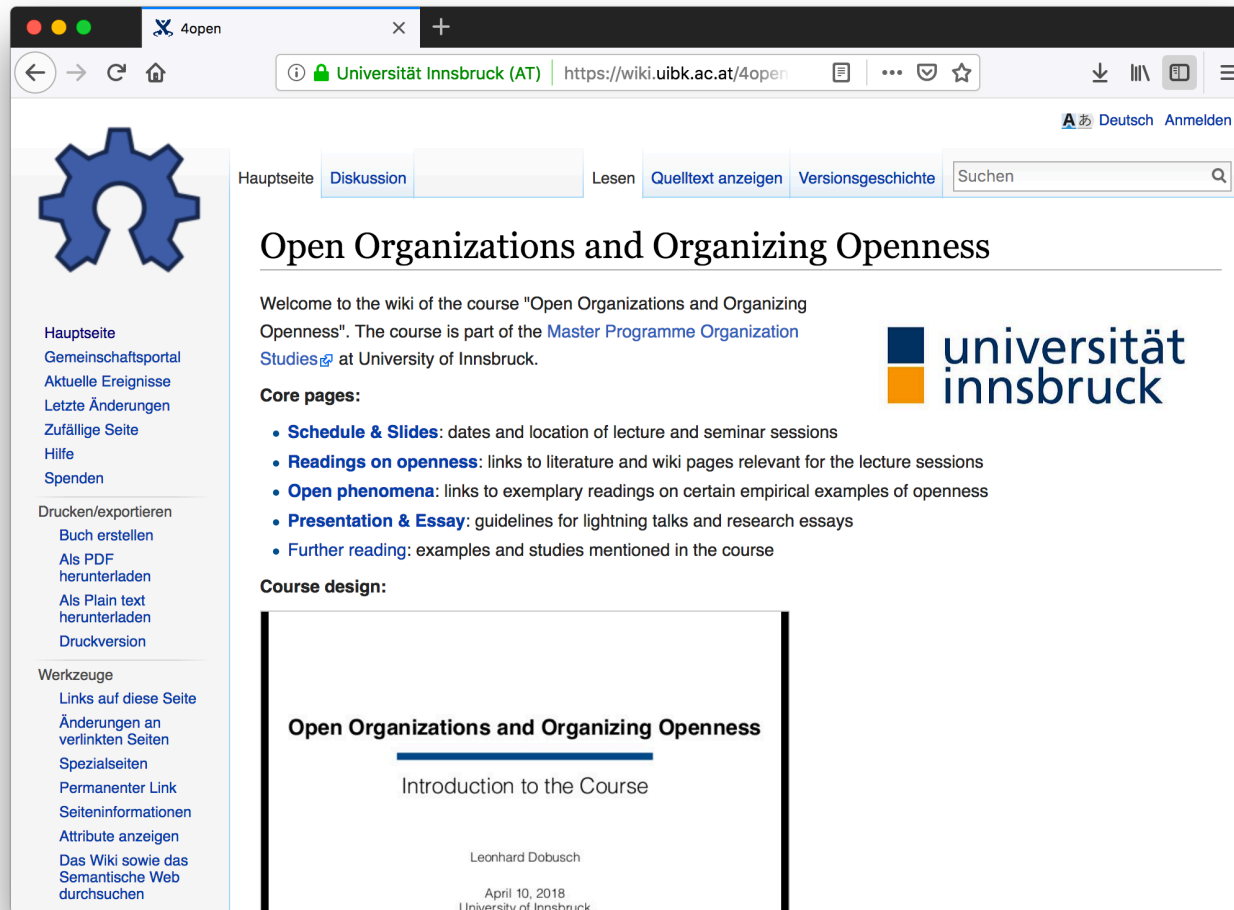 4open
Universität Innsbruck (AT) https://wiki.uibk.ac.at/4open
Aあ Deutsch Anmelden
Hauptseite Diskussion Lesen Quelltext anzeigen Versionsgeschichte Suchen
Open Organizations and Organizing Openness
Welcome to the wiki of the course "Open Organizations and Organizing
Openness". The course is part of the Master Programme Organization
Studies at University of Innsbruck.
universität
innsbruck
Core pages:
Schedule & Slides: dates and location of lecture and seminar sessions
Readings on openness: links to literature and wiki pages relevant for the lecture sessions
Open phenomena: links to exemplary readings on certain empirical examples of openness
Presentation & Essay: guidelines for lightning talks and research essays
Further reading: examples and studies mentioned in the course
Course design:
Open Organizations and Organizing Openness
Introduction to the Course
Leonhard Dobusch
April 10, 2018
University of Innsbruck
Hauptseite
Gemeinschaftsportal
Aktuelle Ereignisse
Letzte Änderungen
Zufällige Seite
Hilfe
Spenden
Drucken/exportieren
Buch erstellen
Als PDF
herunterladen
Als Plain text
herunterladen
Druckversion
Werkzeuge
Links auf diese Seite
Änderungen an
verlinkten Seiten
Spezialseiten
Permanenter Link
Seiteninformationen
Attribute anzeigen
Das Wiki sowie das
Semantische Web
durchsuchen